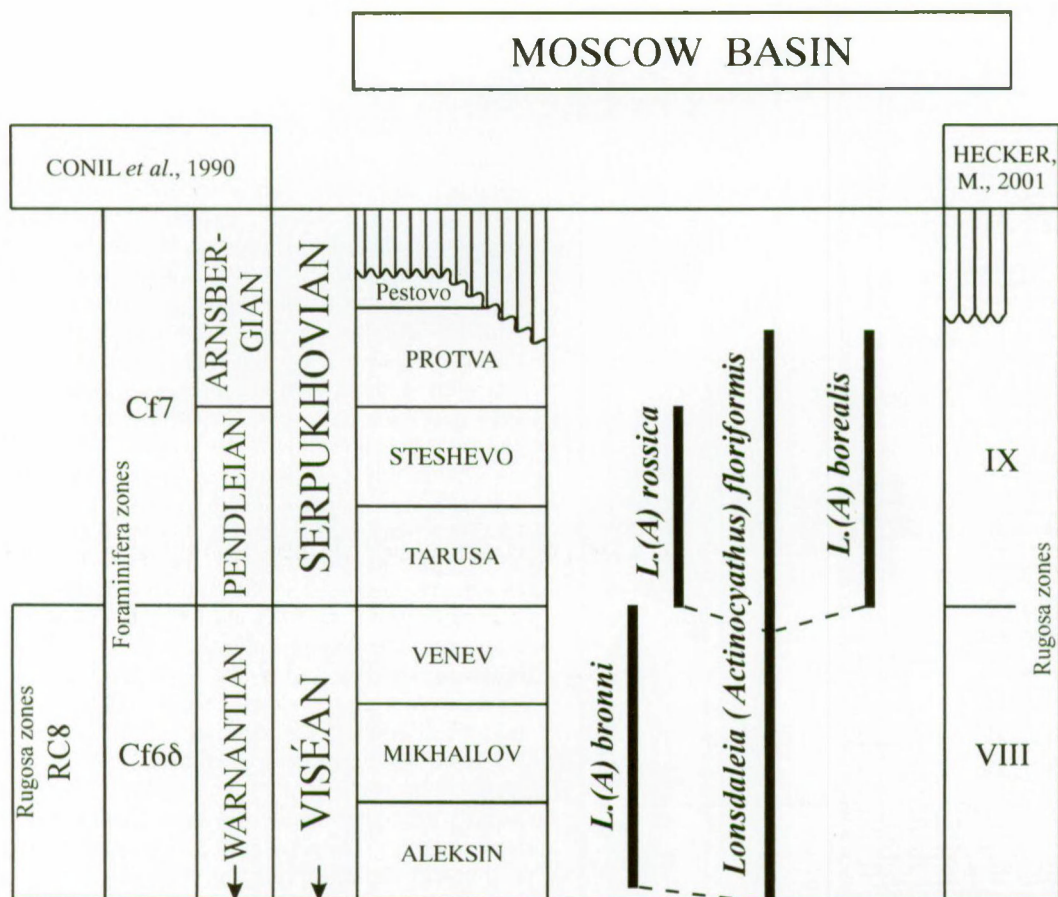 MOSCOW BASIN
CONIL et al., 1990
HECKER,
M., 2001
Rugosa zones
RC8
Foraminifera zones
Cf7
Cf6δ
ARNSBER-
GIAN
PENDLEIAN
WARNANTIAN
SERPUKHOVIAN
VISÉAN
Pestovo
PROTVA
STESHEVO
TARUSA
VENEV
MIKHAILOV
ALEKSIN
L.(A) bronni
L.(A) rossica
Lonsdaleia (Actinocyathus) floriformis
L.(A) borealis
IX
VIII
Rugosa zones